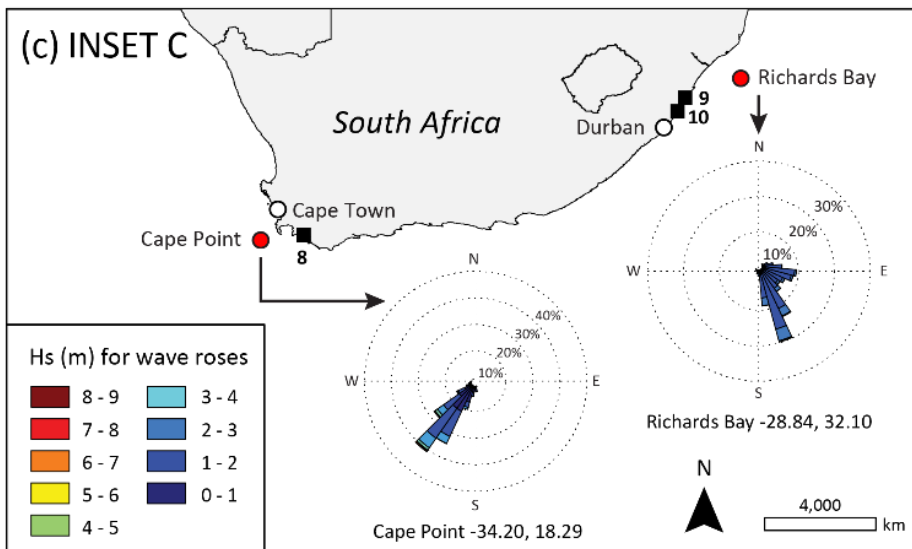 (c) INSET C
South Africa
Richards Bay
9
10
Durban
Cape Town
Cape Point
8
N
30%
20%
10%
W
E
S
Richards Bay -28.84, 32.10
N
40%
30%
20%
10%
W
E
S
Cape Point -34.20, 18.29
Hs (m) for wave roses
8 - 9
3 - 4
7 - 8
2 - 3
6 - 7
1 - 2
5 - 6
0 - 1
4 - 5
N
4,000
km